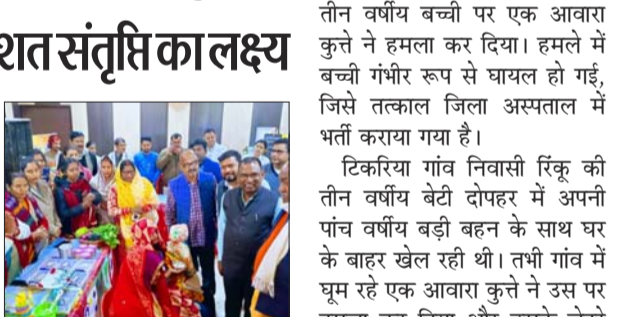 शत संतृप्ति का लक्ष्य
तीन वर्षीय बच्ची पर एक आवारा
कुत्ते ने हमला कर दिया। हमले में
बच्ची गंभीर रूप से घायल हो गई,
जिसे तत्काल जिला अस्पताल में
भर्ती कराया गया है।
टिकरिया गांव निवासी रिंकू की
तीन वर्षीय बेटी दोपहर में अपनी
पांच वर्षीय बड़ी बहन के साथ घर
के बाहर खेल रही थी। तभी गांव में
घूम रहे एक आवारा कुत्ते ने उस पर